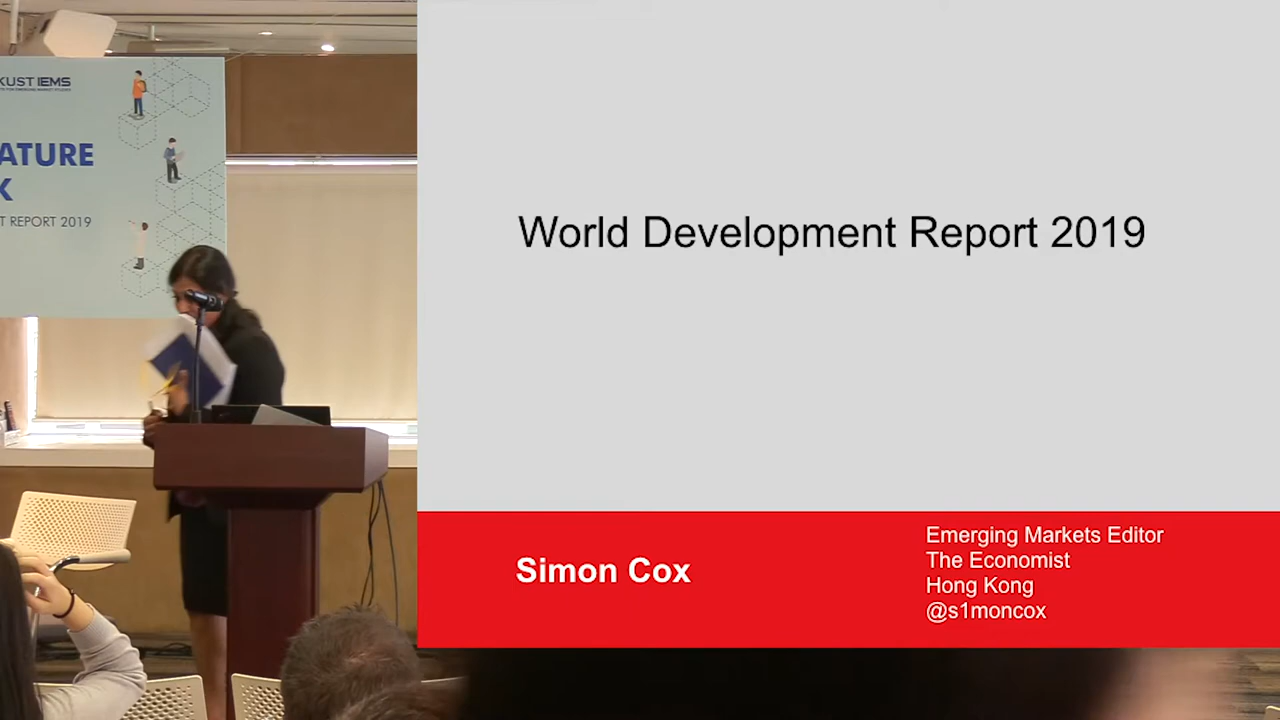 KUST IEMS
ATURE
K
T REPORT 2019
World Development Report 2019
Simon Cox
Emerging Markets Editor
The Economist
Hong Kong
@s1moncox